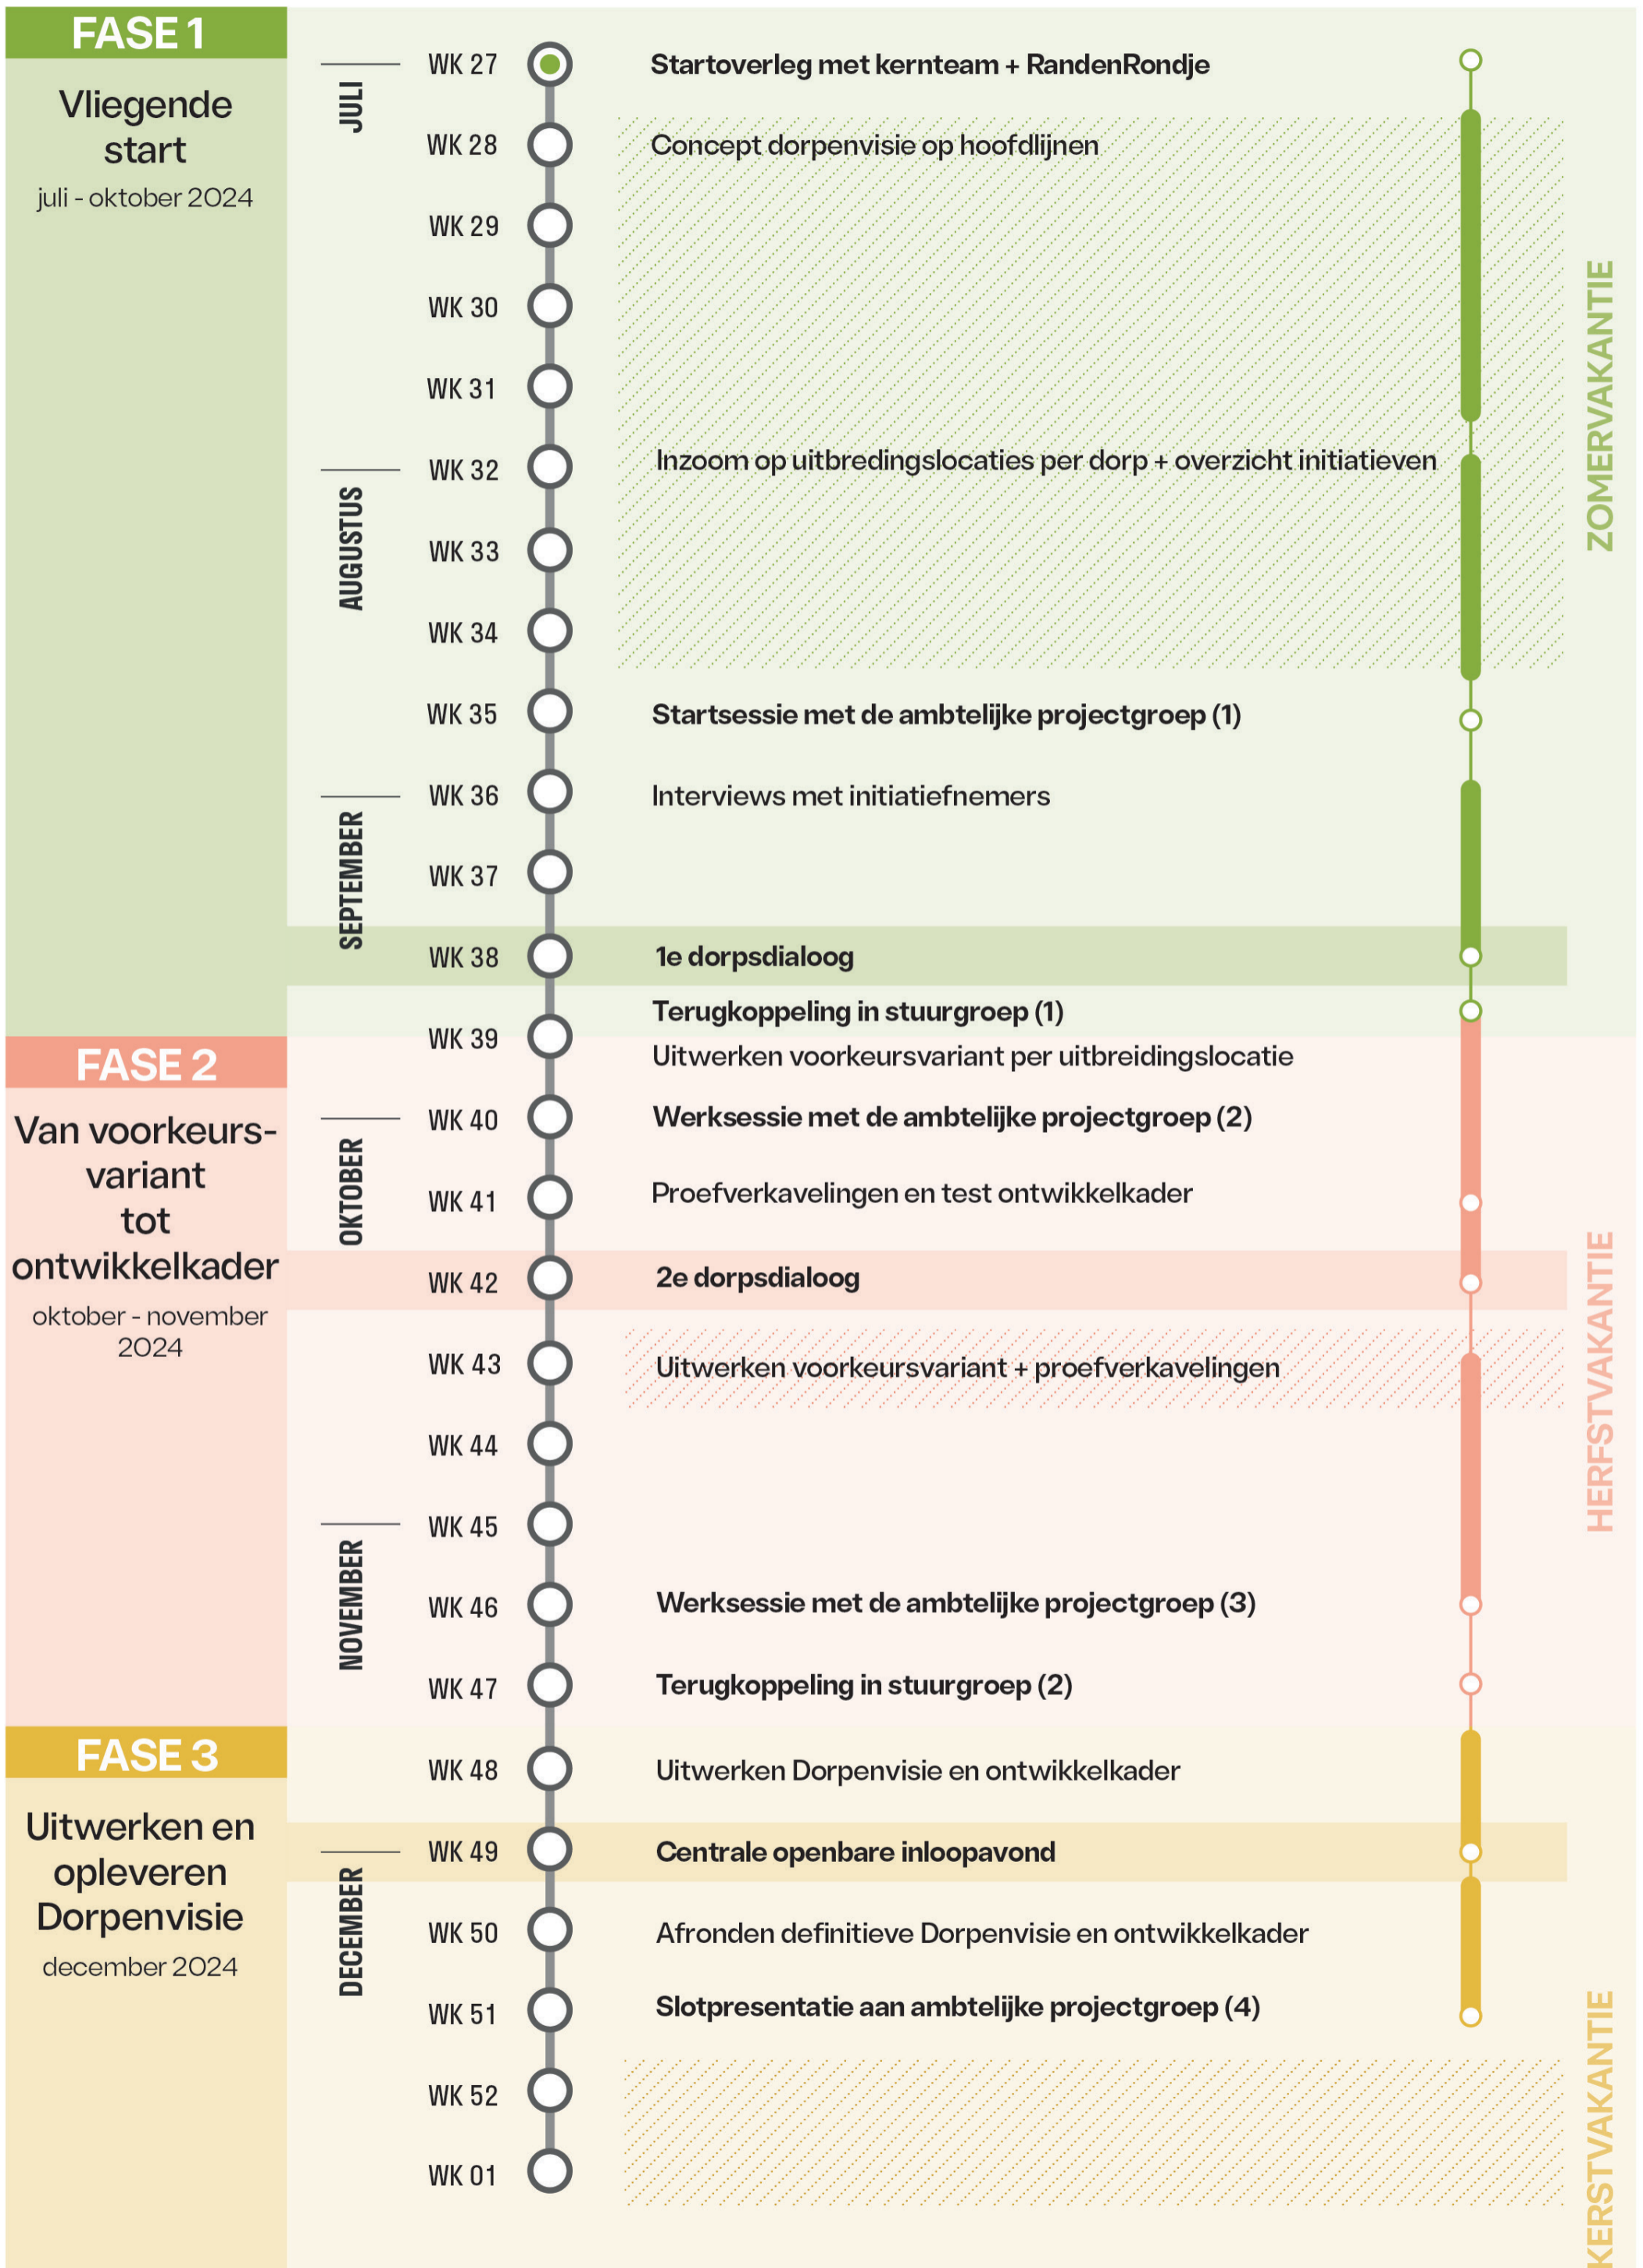 FASE 1
Vliegende
start
juli - oktober 2024
JULI
WK 27
Startoverleg met kernteam + RandenRondje
WK 28
Concept dorpenvisie op hoofdlijnen
WK 29
WK 30
WK 31
ZOMERVAKANTIE
AUGUSTUS
WK 32
Inzoom op uitbredingslocaties per dorp + overzicht initiatieven
WK 33
WK 34
WK 35
Startsessie met de ambtelijke projectgroep (1)
SEPTEMBER
WK 36
Interviews met initiatiefnemers
WK 37
WK 38
1e dorpsdialoog
WK 39
Terugkoppeling in stuurgroep (1)
Uitwerken voorkeursvariant per uitbreidingslocatie
FASE 2
Van voorkeurs-
variant
tot
ontwikkelkader
oktober - november
2024
OKTOBER
WK 40
Werksessie met de ambtelijke projectgroep (2)
WK 41
Proefverkavelingen en test ontwikkelkader
WK 42
2e dorpsdialoog
HERFSTVAKANTIE
WK 43
Uitwerken voorkeursvariant + proefverkavelingen
WK 44
NOVEMBER
WK 45
WK 46
Werksessie met de ambtelijke projectgroep (3)
WK 47
Terugkoppeling in stuurgroep (2)
FASE 3
Uitwerken en
opleveren
Dorpenvisie
december 2024
WK 48
Uitwerken Dorpenvisie en ontwikkelkader
DECEMBER
WK 49
Centrale openbare inloopavond
WK 50
Afronden definitieve Dorpenvisie en ontwikkelkader
WK 51
Slotpresentatie aan ambtelijke projectgroep (4)
WK 52
WK 01
KERSTVAKANTIE